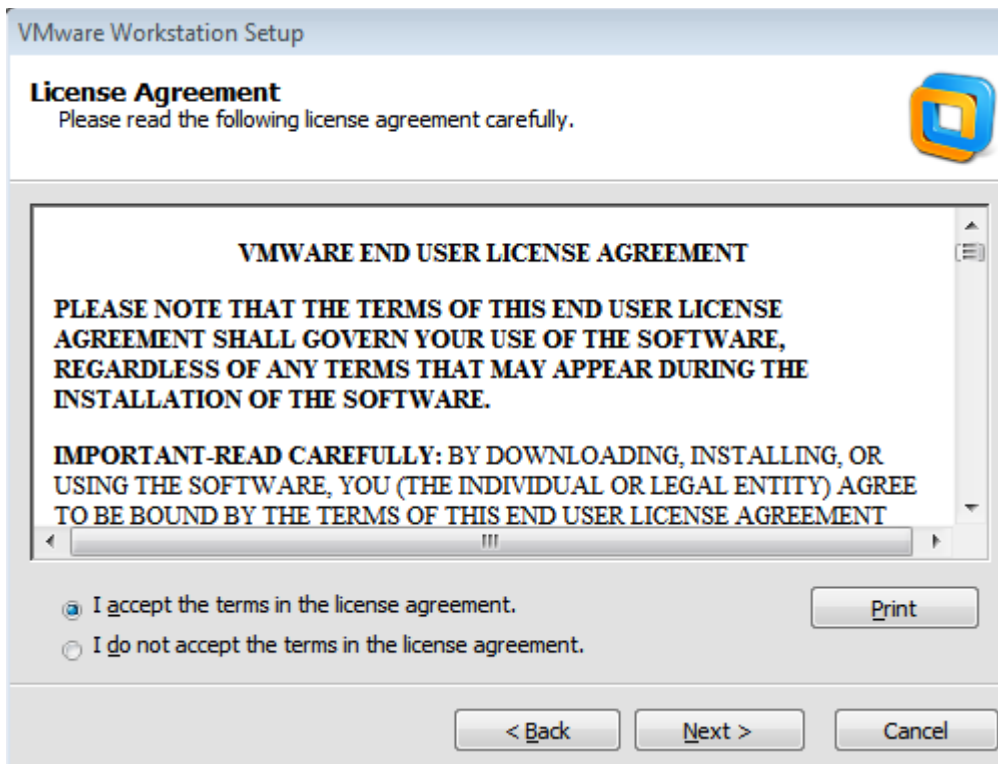 VMware Workstation Setup
License Agreement
Please read the following license agreement carefully.
VMWARE END USER LICENSE AGREEMENT
PLEASE NOTE THAT THE TERMS OF THIS END USER LICENSE
AGREEMENT SHALL GOVERN YOUR USE OF THE SOFTWARE,
REGARDLESS OF ANY TERMS THAT MAY APPEAR DURING THE
INSTALLATION OF THE SOFTWARE.
IMPORTANT-READ CAREFULLY: BY DOWNLOADING, INSTALLING, OR
USING THE SOFTWARE, YOU (THE INDIVIDUAL OR LEGAL ENTITY) AGREE
TO BE BOUND BY THE TERMS OF THIS END USER LICENSE AGREEMENT
I accept the terms in the license agreement.
Print
I do not accept the terms in the license agreement.
< Back Next > Cancel